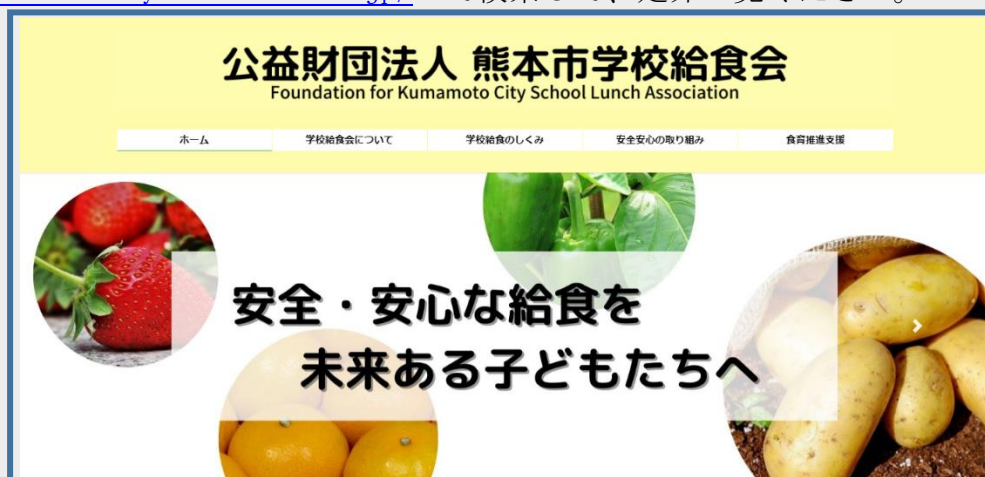 公益財団法人 熊本市学校給食会
Foundation for Kumamoto City School Lunch Association
ホーム 学校給食会について 学校給食のしくみ 安全安心の取り組み 食育推進支援
安全・安心な給食を
未来ある子どもたちへ